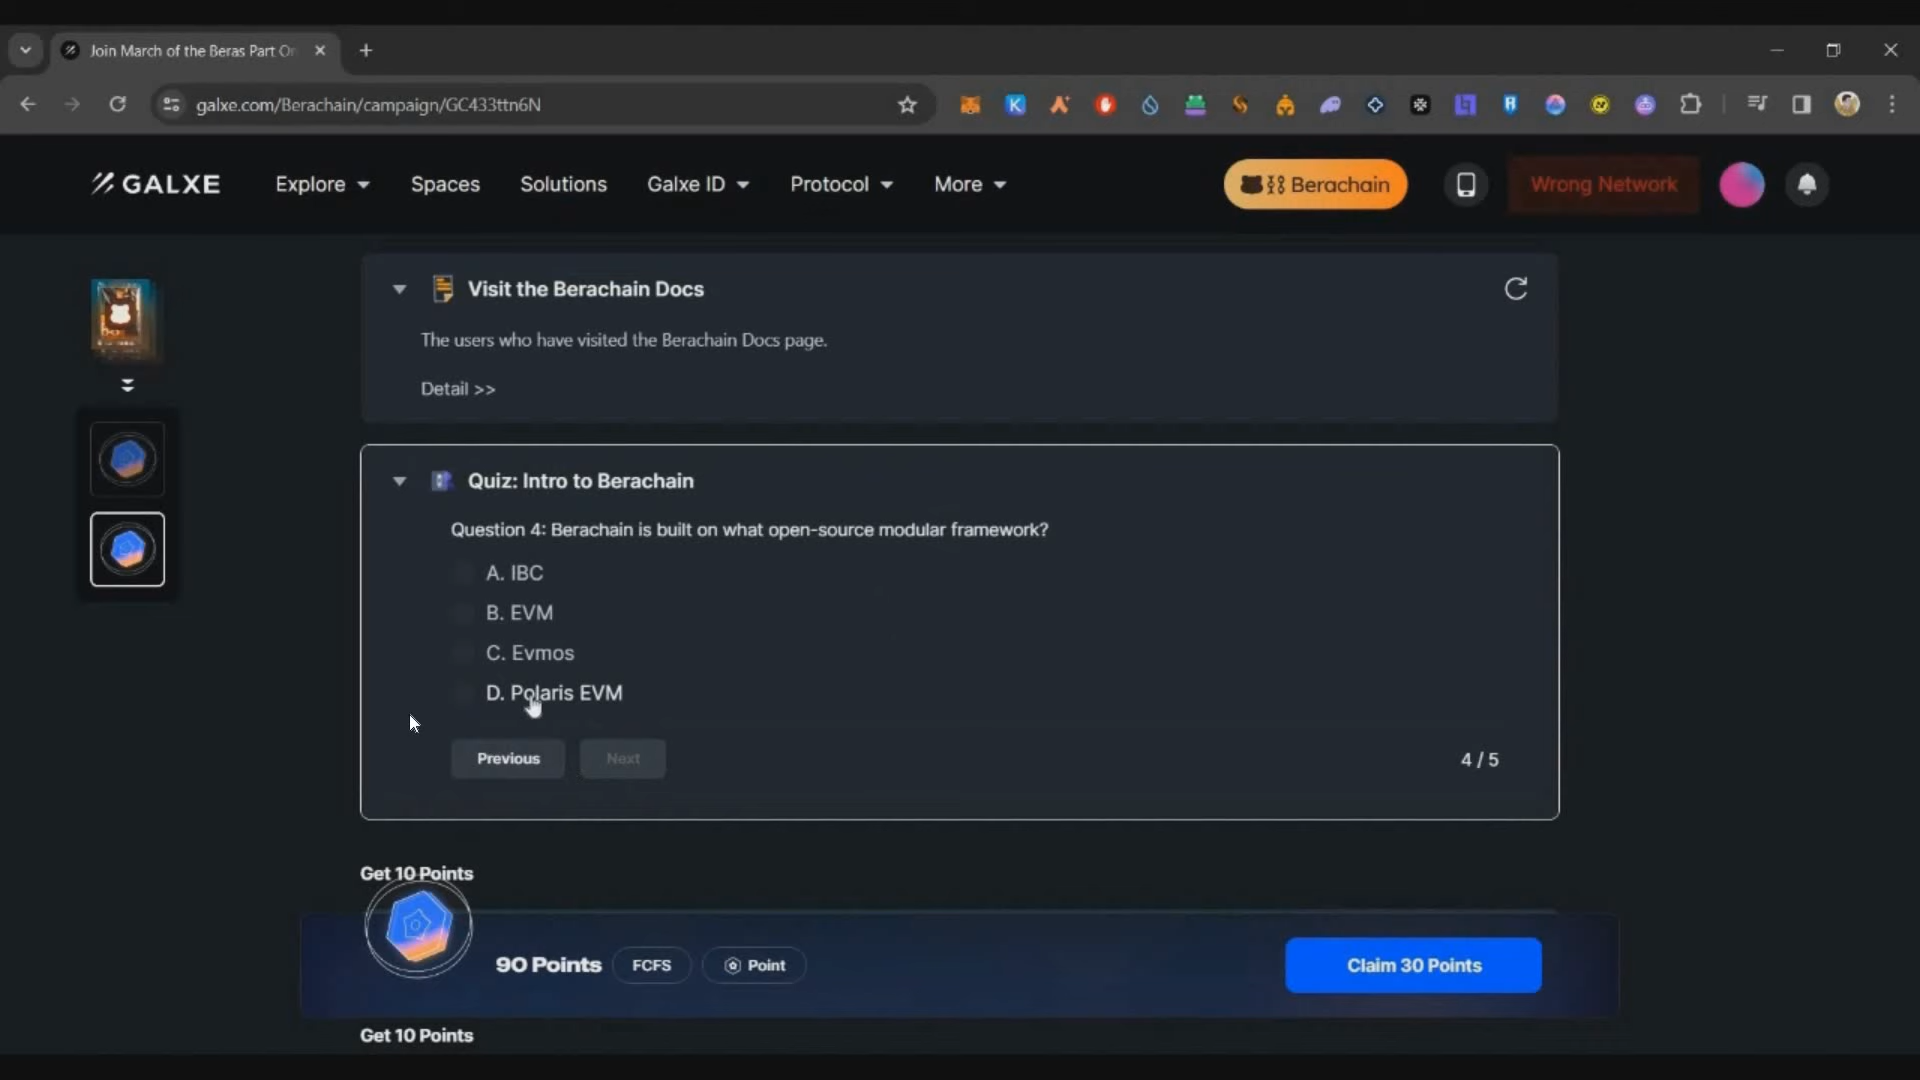 Join March of the Beras Part On
galxe.com/Berachain/campaign/GC433ttn6N
GALXE
Explore
Spaces
Solutions
Galxe ID
Protocol
More
Berachain
Wrong Network
Visit the Berachain Docs
The users who have visited the Berachain Docs page.
Detail >>
Quiz: Intro to Berachain
Question 4: Berachain is built on what open-source modular framework?
A. IBC
B. EVM
C. Evmos
D. Polaris EVM
Previous
Next
4 / 5
Get 10 Points
90 Points
FCFS
Point
Claim 30 Points
Get 10 Points